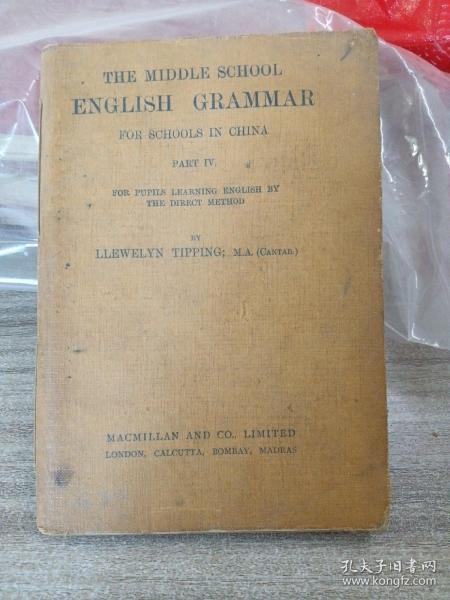 THE MIDDLE SCHOOL
ENGLISH GRAMMAR
FOR SCHOOLS IN CHINA
PART IV.
FOR PUPILS LEARNING ENGLISH BY
THE DIRECT METHOD
BY
LLEWELYN TIPPING; M.A. (CANTAB.)
MACMILLAN AND CO., LIMITED
LONDON, CALCUTTA, BOMBAY, MADRAS
孔夫子旧书网
www.kongfz.com